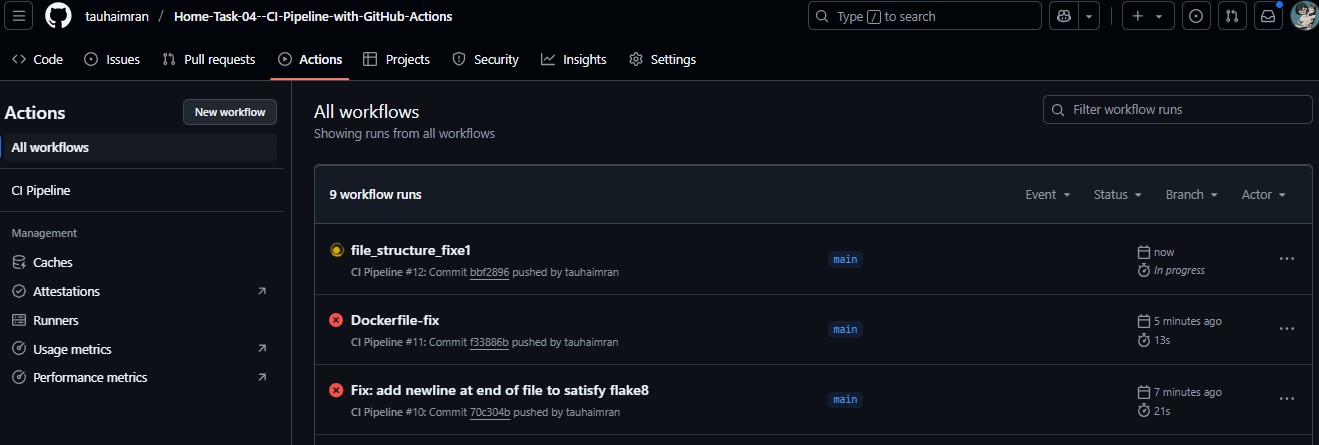 tauhaimran / Home-Task-04--CI-Pipeline-with-GitHub-Actions
Type / to search
Code Issues Pull requests Actions Projects Security Insights Settings
Actions
New workflow
All workflows
CI Pipeline
Management
Caches
Attestations
Runners
Usage metrics
Performance metrics
All workflows
Showing runs from all workflows
Filter workflow runs
9 workflow runs
Event Status Branch Actor
file_structure_fixe1
CI Pipeline #12: Commit bbf2896 pushed by tauhaimran
main
now
In progress
Dockerfile-fix
CI Pipeline #11: Commit f33886b pushed by tauhaimran
main
5 minutes ago
13s
Fix: add newline at end of file to satisfy flake8
CI Pipeline #10: Commit 70c304b pushed by tauhaimran
main
7 minutes ago
21s